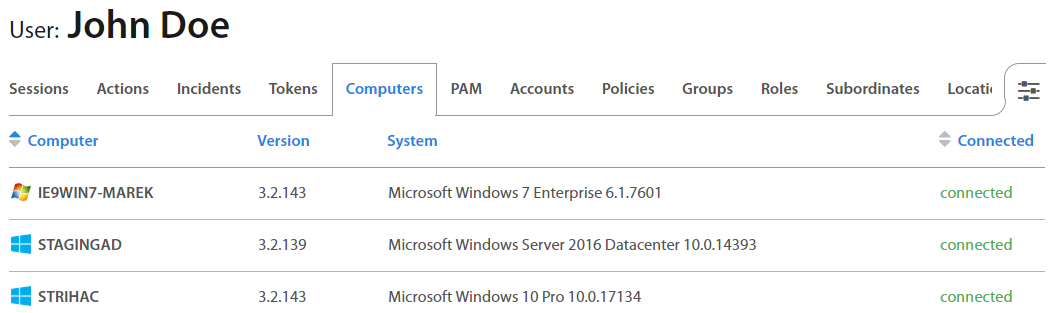 User: John Doe
Sessions Actions Incidents Tokens Computers PAM Accounts Policies Groups Roles Subordinates Locatic
Computer Version System Connected
IE9WIN7-MAREK 3.2.143 Microsoft Windows 7 Enterprise 6.1.7601 connected
STAGINGAD 3.2.139 Microsoft Windows Server 2016 Datacenter 10.0.14393 connected
STRIHAC 3.2.143 Microsoft Windows 10 Pro 10.0.17134 connected